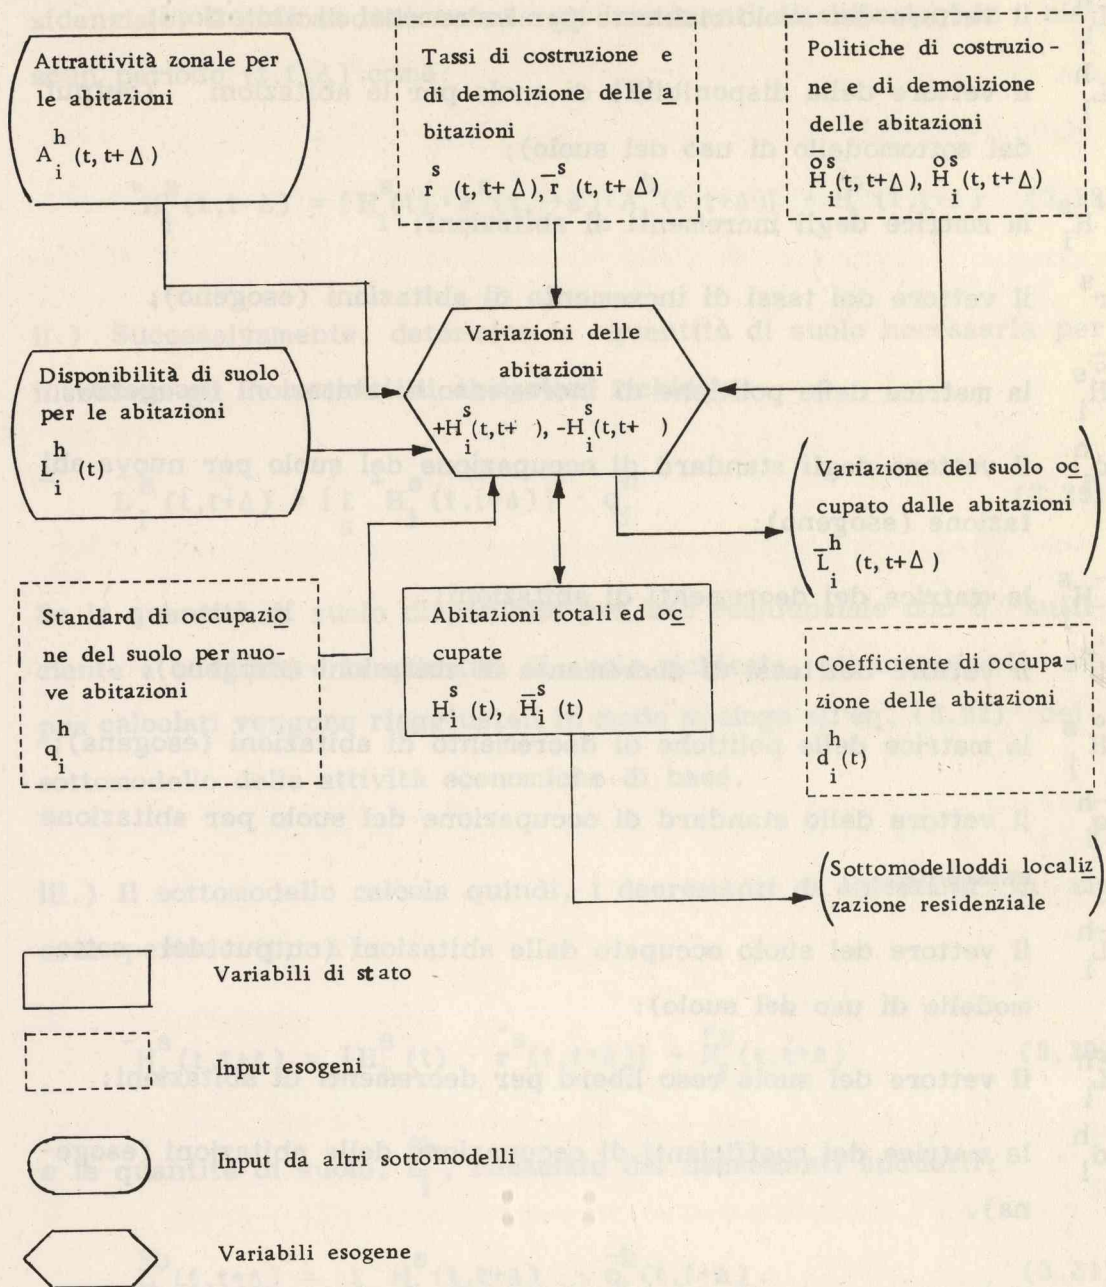 Attrattività zonale per
le abitazioni
A_i^h (t, t+ Δ)
Tassi di costruzione e
di demolizione delle a
bitazioni
r^s (t,t+ Δ), r̄^s (t, t+ Δ)
Politiche di costruzio-
ne e di demolizione
delle abitazioni
H̄_i^os (t, t+Δ), H_i^os (t, t+Δ)
Variazioni delle
abitazioni
+H_i^s (t,t+ ), -H_i^s (t,t+ )
Disponibilità di suolo
per le abitazioni
L_i^h (t)
Variazione del suolo oc
cupato dalle abitazioni
L̄_i^h (t, t+Δ)
Standard di occupazio
ne del suolo per nuo-
ve abitazioni
q_i^h
Abitazioni totali ed oc
cupate
H_i^s (t), H̄_i^s (t)
Coefficiente di occupa-
zione delle abitazioni
d_i^h (t)
Sottomodelloddi localiz
zazione residenziale
Variabili di stato
Input esogeni
Input da altri sottomodelli
Variabili esogene